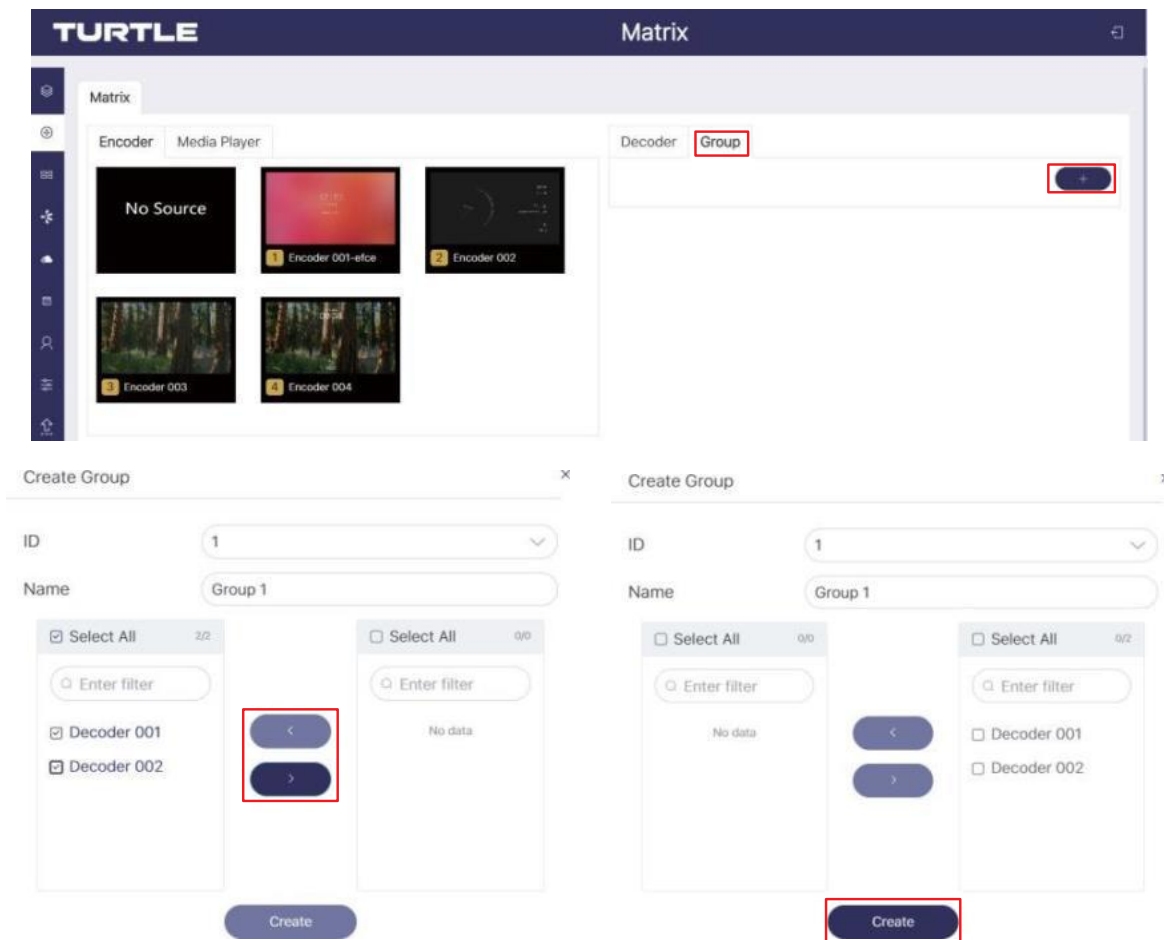 TURTLE
Matrix
Matrix
Encoder
Media Player
Decoder
Group
+
No Source
1 Encoder 001-efce
2 Encoder 002
3 Encoder 003
4 Encoder 004
Create Group
×
ID
1
Name
Group 1
Select All
2/2
Select All
0/0
Enter filter
Enter filter
Decoder 001
Decoder 002
<
>
No data
Create
Create Group
ID
1
Name
Group 1
Select All
0/0
Select All
0/2
Enter filter
Enter filter
No data
<
>
Decoder 001
Decoder 002
Create